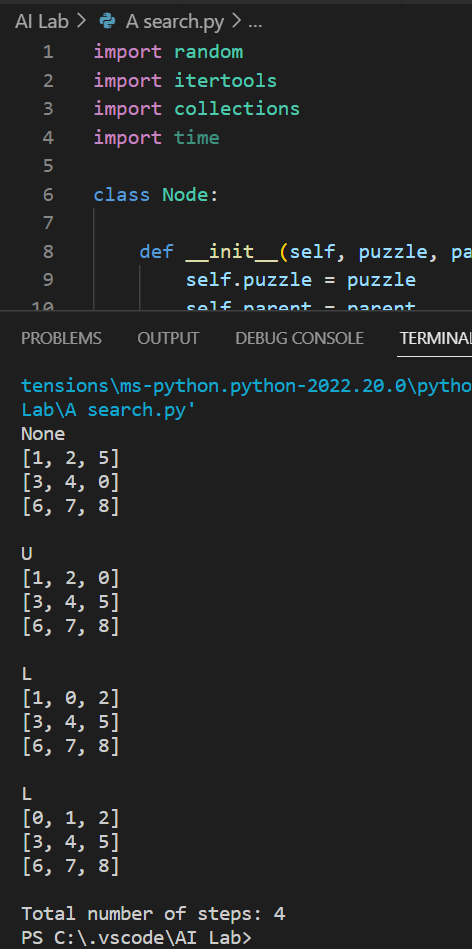 AI Lab > A search.py > ...
1 import random
2 import itertools
3 import collections
4 import time
5
6 class Node:
7
8 def __init__(self, puzzle, pa
9 self.puzzle = puzzle
10 self.parent = parent
PROBLEMS OUTPUT DEBUG CONSOLE TERMINAL
tensions\ms-python.python-2022.20.0\pytho
Lab\A search.py'
None
[1, 2, 5]
[3, 4, 0]
[6, 7, 8]
U
[1, 2, 0]
[3, 4, 5]
[6, 7, 8]
L
[1, 0, 2]
[3, 4, 5]
[6, 7, 8]
L
[0, 1, 2]
[3, 4, 5]
[6, 7, 8]
Total number of steps: 4
PS C:\.vscode\AI Lab>